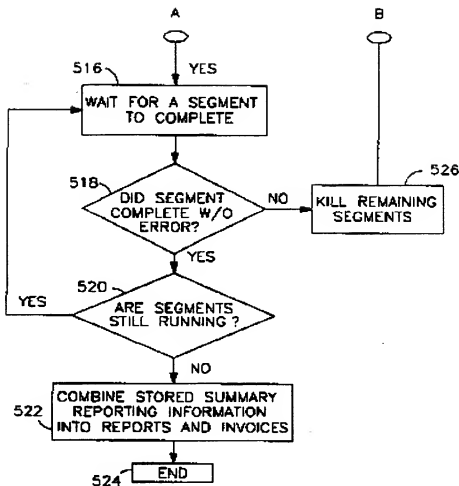 A
B
YES
516
WAIT FOR A SEGMENT
TO COMPLETE
518
DID SEGMENT
COMPLETE W/O
ERROR?
NO
526
KILL REMAINING
SEGMENTS
YES
520
YES
ARE SEGMENTS
STILL RUNNING?
NO
COMBINE STORED SUMMARY
REPORTING INFORMATION
INTO REPORTS AND INVOICES
522
END
524